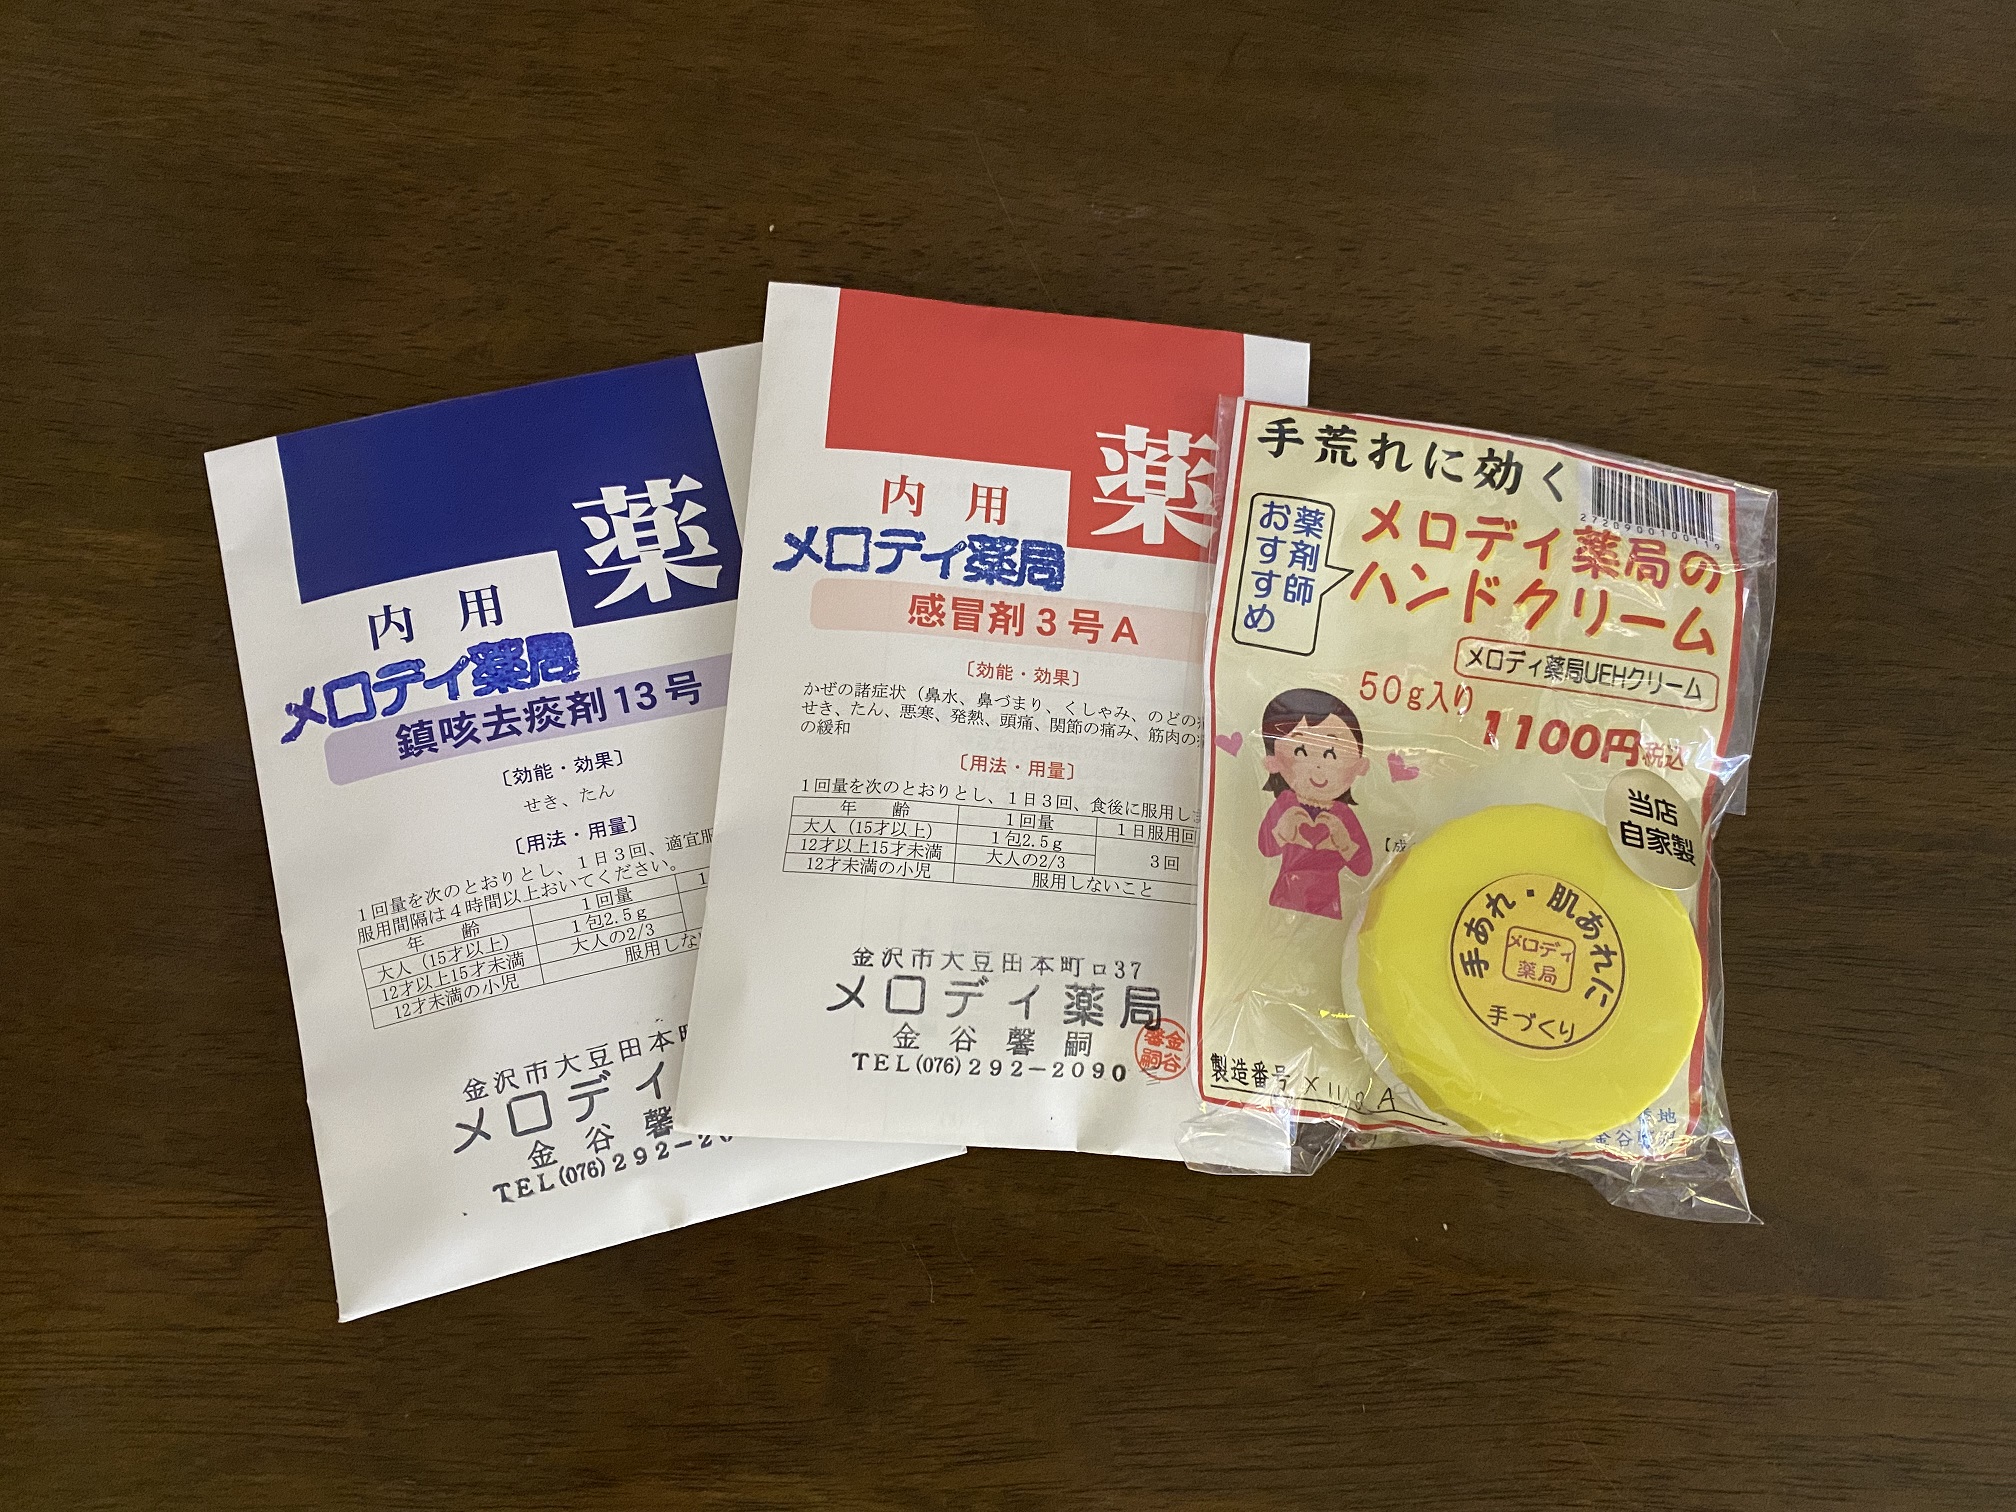 薬
内用
メロディ薬局
鎮咳去痰剤13号
〔効能・効果〕
せき、たん
〔用法・用量〕
1回量を次のとおりとし、1日3回、適宜服
服用間隔は4時間以上おいてください。
年 齢 1回量 1
大人（15才以上） 1包2.5g
12才以上15才未満 大人の2/3
12才未満の小児 服用しな
金沢市大豆田本町
メロディ
金谷馨
TEL(076)292-20
薬
内用
メロディ薬局
感冒剤3号A
〔効能・効果〕
かぜの諸症状（鼻水、鼻づまり、くしゃみ、のどの
せき、たん、悪寒、発熱、頭痛、関節の痛み、筋肉の
の緩和
〔用法・用量〕
1回量を次のとおりとし、1日3回、食後に服用し
年 齢 1回量 1日服用回
大人（15才以上） 1包2.5g 3回
12才以上15才未満 大人の2/3
12才未満の小児 服用しないこと
金沢市大豆田本町ロ37
メロディ薬局
金谷馨嗣
TEL(076)292-2090
金谷馨嗣
手荒れに効く
薬剤師
おすすめ
メロディ薬局の
ハンドクリーム
メロディ薬局UEHクリーム
50g入り
1100円税込
当店
自家製
手あれ・肌あれに
メロディ
薬局
手づくり
製造番号